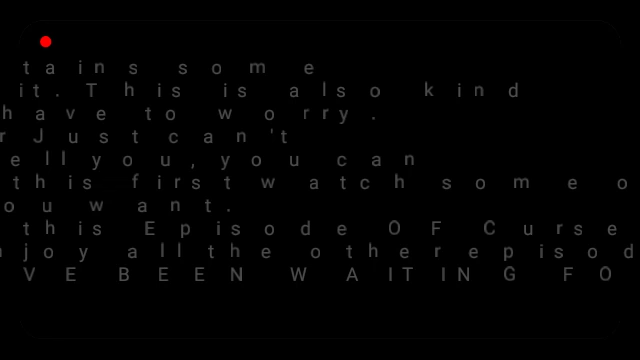 tains some
it. This is also kind
have to worry.
r Just can't
ell you, you can
this first watch some o
ou want.
this Episode OF Curse
joy all the other episod
VE BEEN WAITING FO